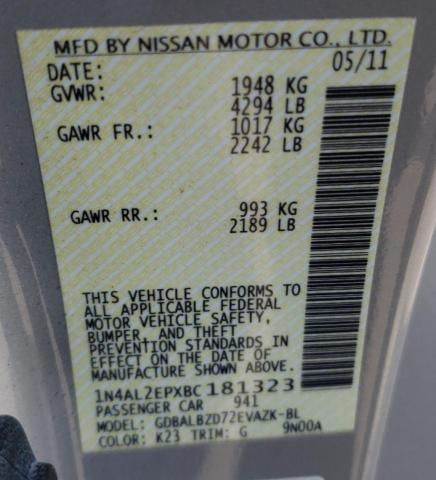 MFD BY NISSAN MOTOR CO., LTD.
DATE: 05/11
GVWR: 1948 KG
4294 LB
GAWR FR.: 1017 KG
2242 LB
GAWR RR.: 993 KG
2189 LB
THIS VEHICLE CONFORMS TO
ALL APPLICABLE FEDERAL
MOTOR VEHICLE SAFETY,
BUMPER, AND THEFT
PREVENTION STANDARDS IN
EFFECT ON THE DATE OF
MANUFACTURE SHOWN ABOVE.
1N4AL2EPXBC181323
PASSENGER CAR 941
MODEL: GDBALBZD72EVAZK-BL
COLOR: K23 TRIM: G 9N00A